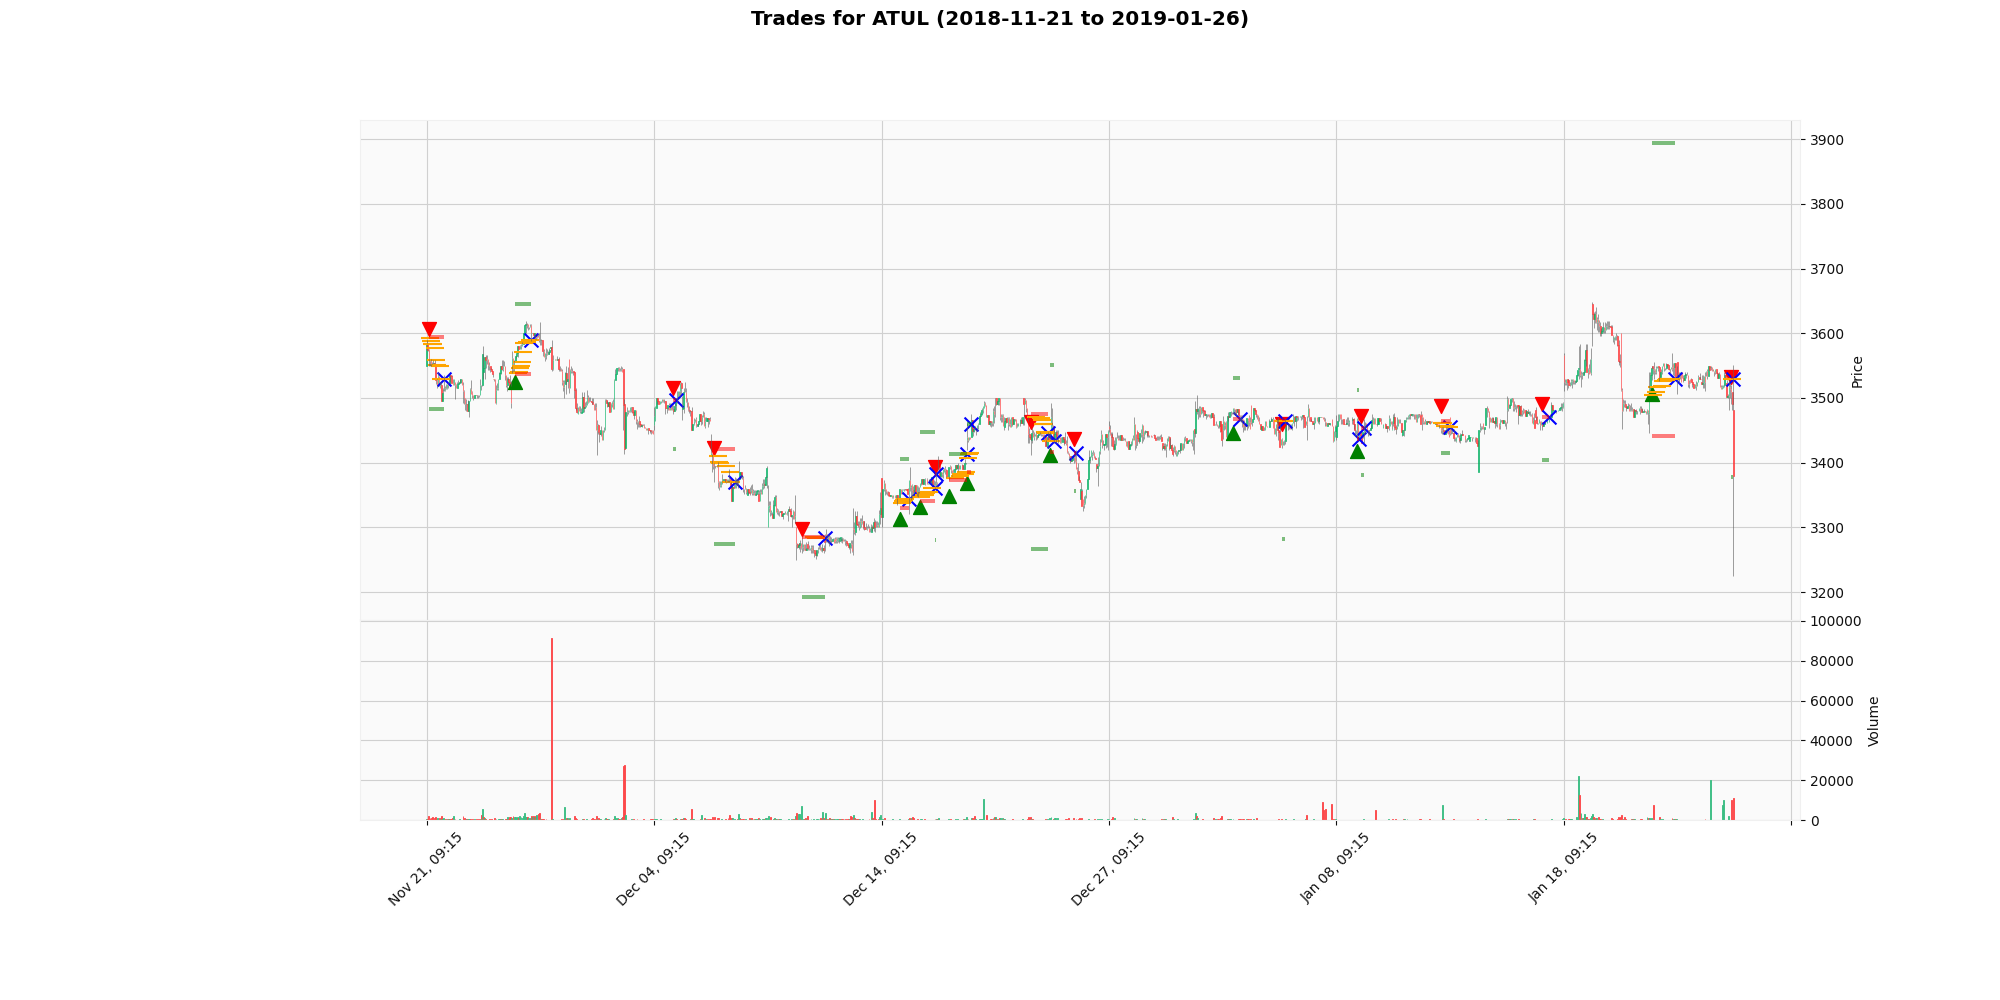 Trades for ATUL (2018-11-21 to 2019-01-26)
3900
3800
3700
3600
3500
3400
3300
3200
Price
100000
80000
60000
40000
20000
0
Volume
Nov 21, 09:15
Dec 04, 09:15
Dec 14, 09:15
Dec 27, 09:15
Jan 08, 09:15
Jan 18, 09:15